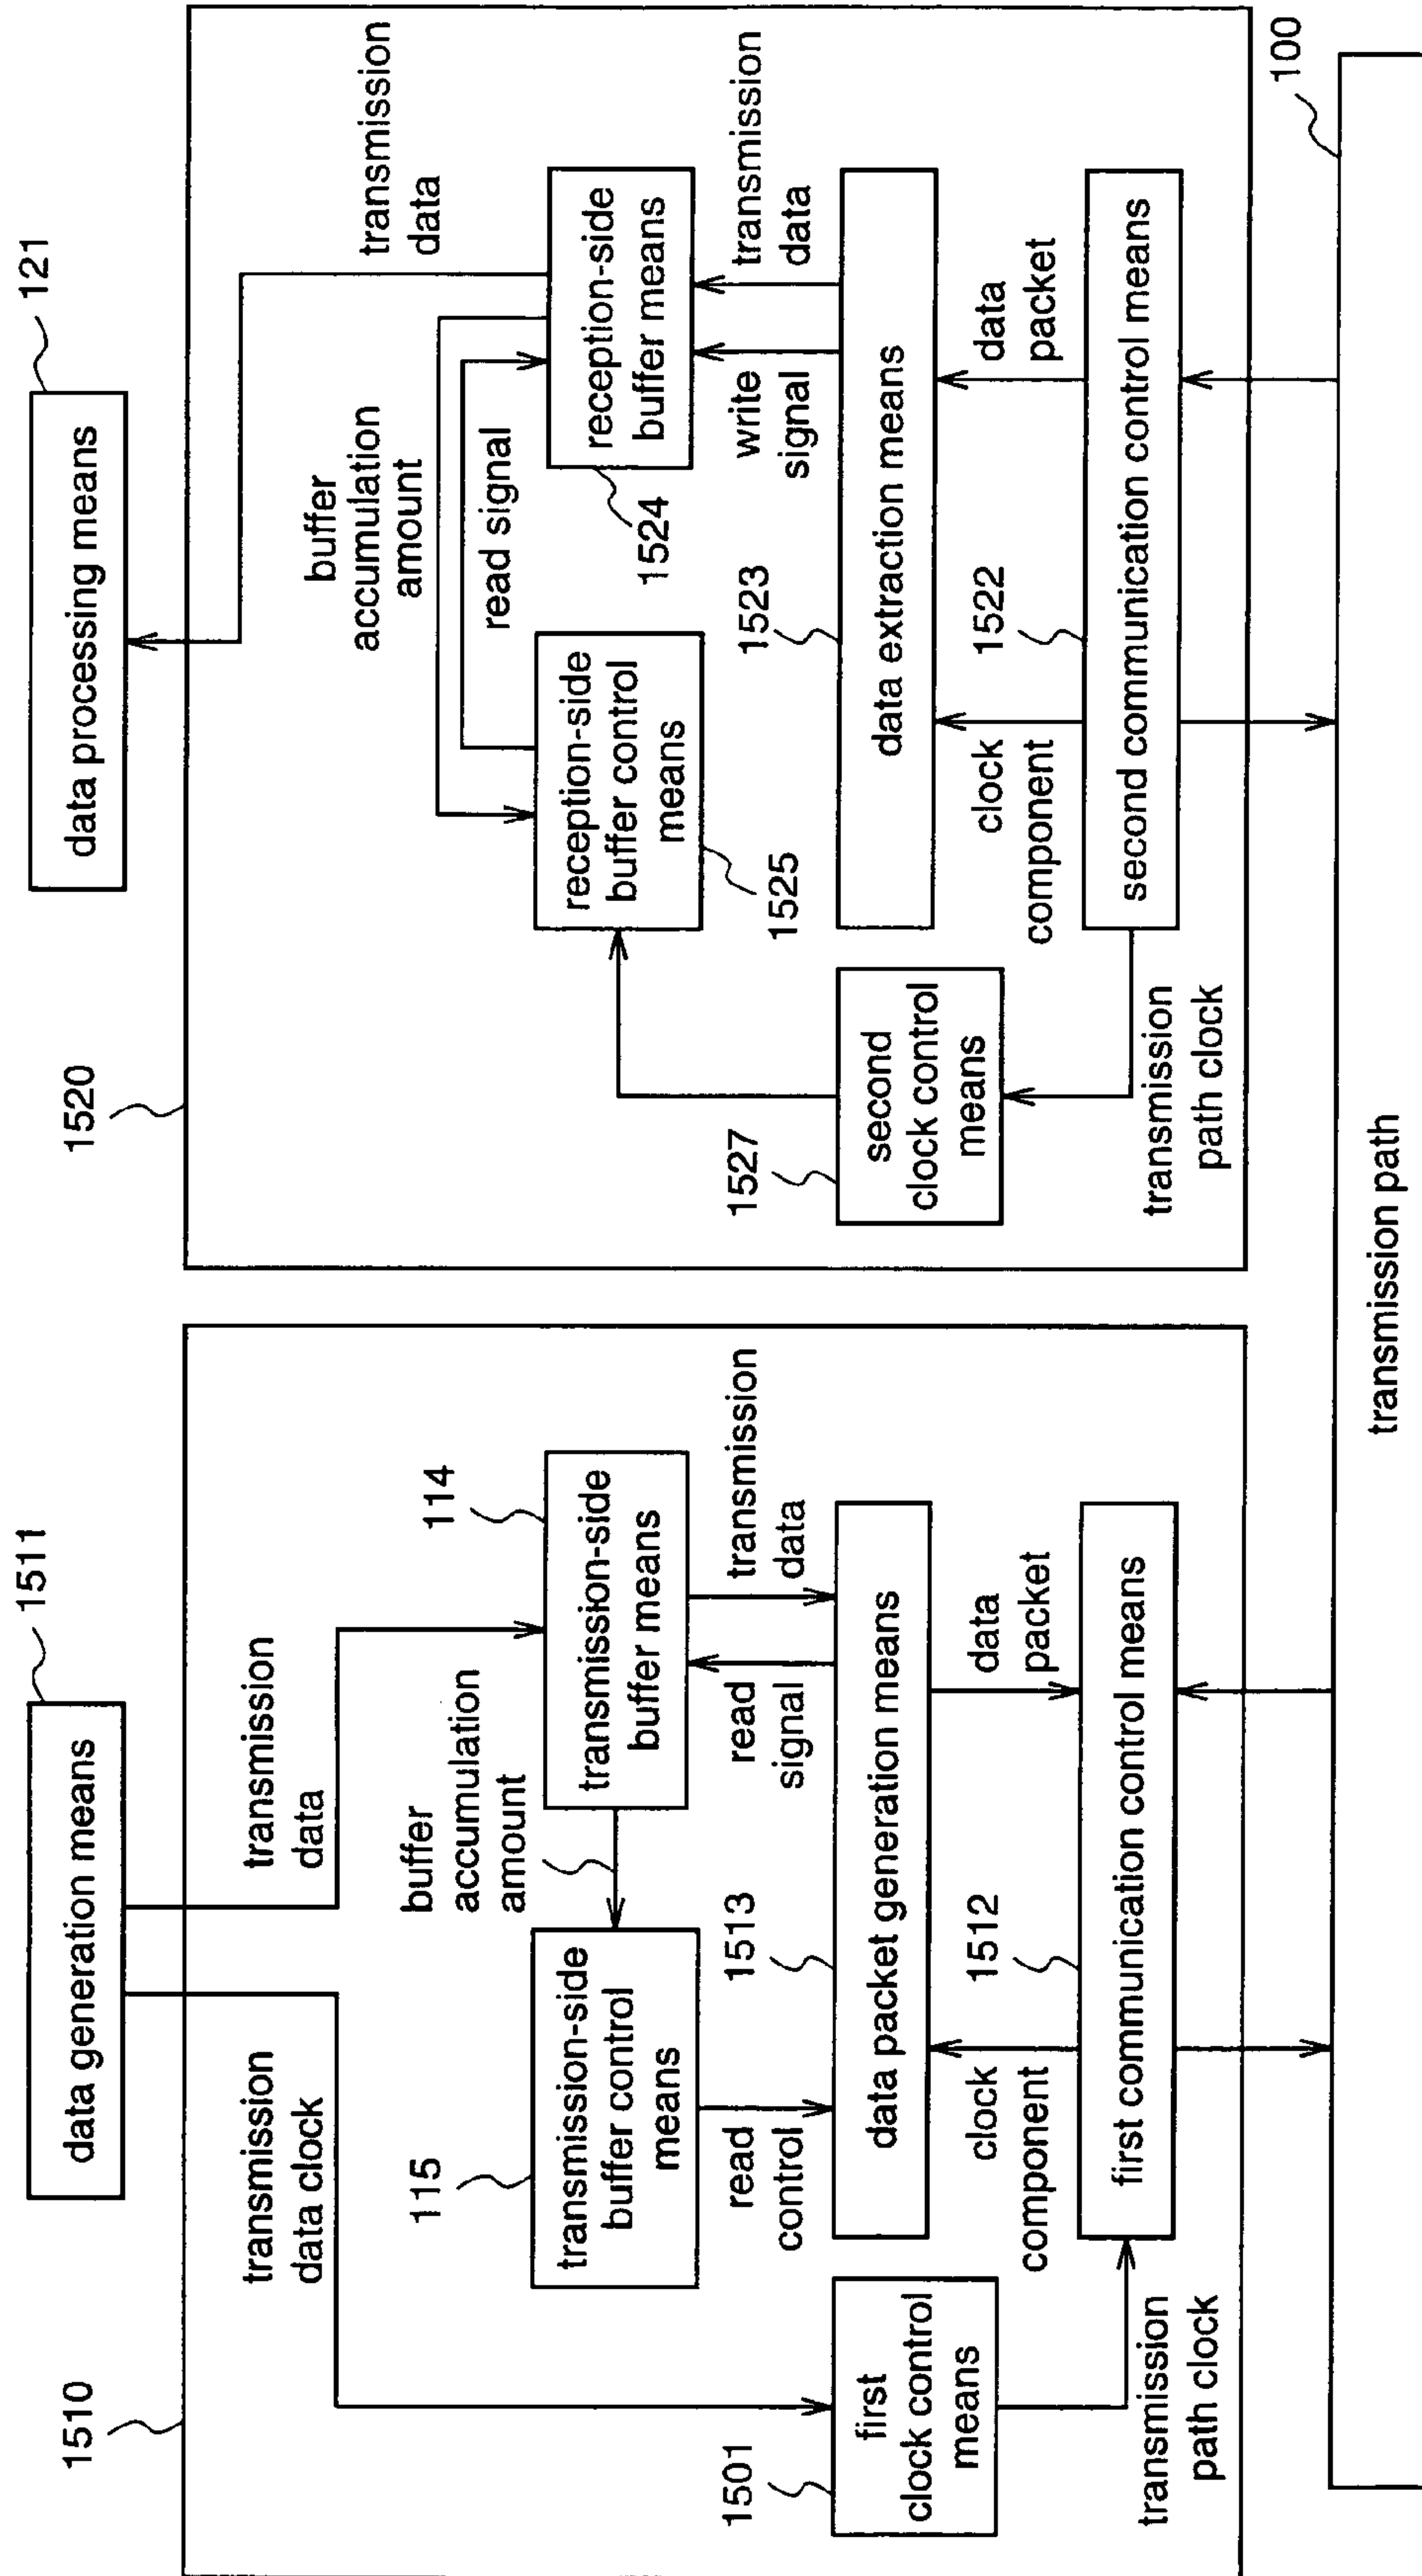 1511
data generation means
1510
transmission
data clock
transmission
data
114
transmission-side
buffer means
buffer
accumulation
amount
115
transmission-side
buffer control
means
read
control
read
signal
transmission
data
1513
data packet generation means
1501
first
clock control
means
clock
component
data
packet
1512
first communication control means
transmission
path clock
121
data processing means
1520
transmission
data
buffer
accumulation
amount
read signal
reception-side
buffer means
1524
reception-side
buffer control
means
1525
write
signal
transmission
data
1523
data extraction means
1527
second
clock control
means
clock
component
data
packet
1522
second communication control means
transmission
path clock
100
transmission path